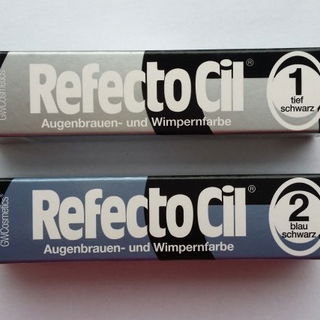 GWCosmetics
RefectoCil®
Augenbrauen- und Wimpernfarbe
1
tief
schwarz
GWCosmetics
RefectoCil®
Augenbrauen- und Wimpernfarbe
2
blau
schwarz